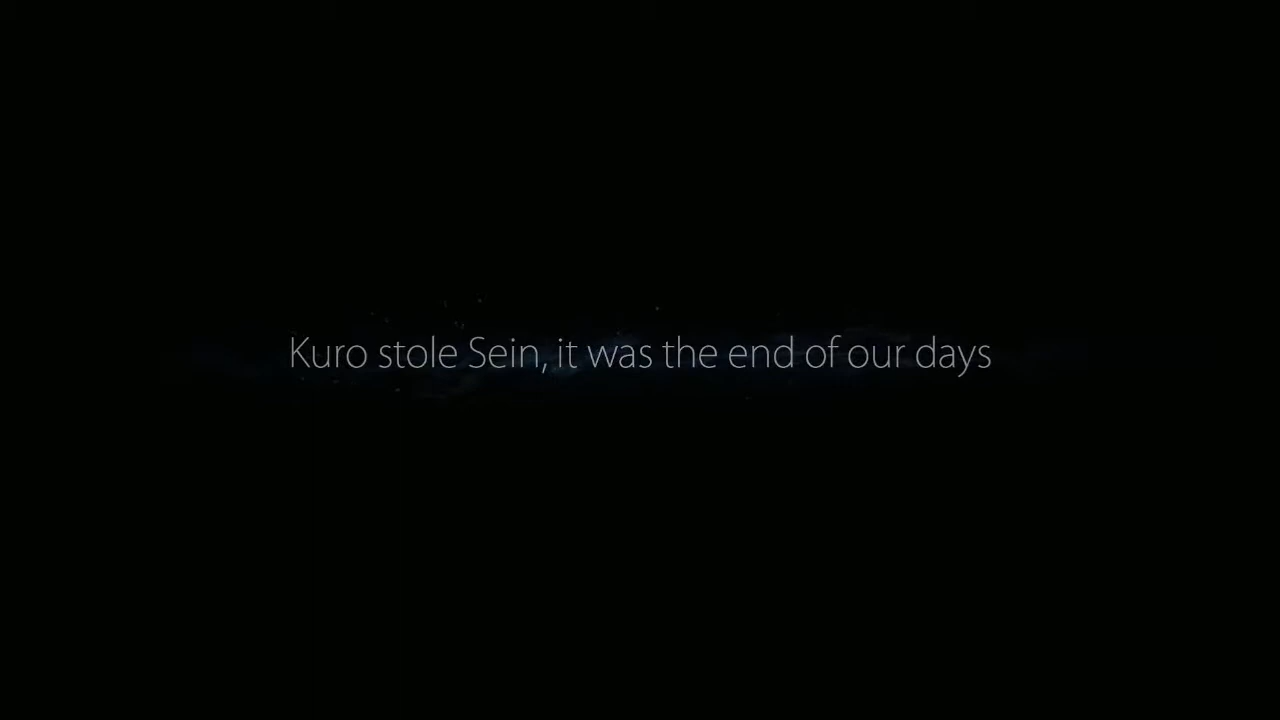 Kuro stole Sein, it was the end of our days